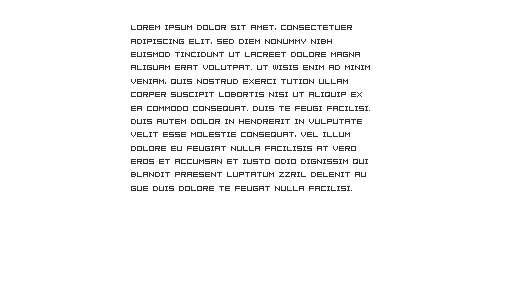 LOREM IPSUM DOLOR SIT AMET, CONSECTETUER
ADIPISCING ELIT, SED DIEM NONUMMY NIBH
EUISMOD TINCIDUNT UT LACREET DOLORE MAGNA
ALIGUAM ERAT VOLUTPAT. UT WISIS ENIM AD MINIM
VENIAM, QUIS NOSTRUD EXERCI TUTION ULLAM
CORPER SUSCIPIT LOBORTIS NISI UT ALIQUIP EX
EA COMMODO CONSEQUAT. DUIS TE FEUGI FACILISI.
DUIS AUTEM DOLOR IN HENDRERIT IN VULPUTATE
VELIT ESSE MOLESTIE CONSEQUAT, VEL ILLUM
DOLORE EU FEUGIAT NULLA FACILISIS AT VERO
EROS ET ACCUMSAN ET IUSTO ODIO DIGNISSIM QUI
BLANDIT PRAESENT LUPTATUM ZZRIL DELENIT AU
GUE DUIS DOLORE TE FEUGAT NULLA FACILISI.